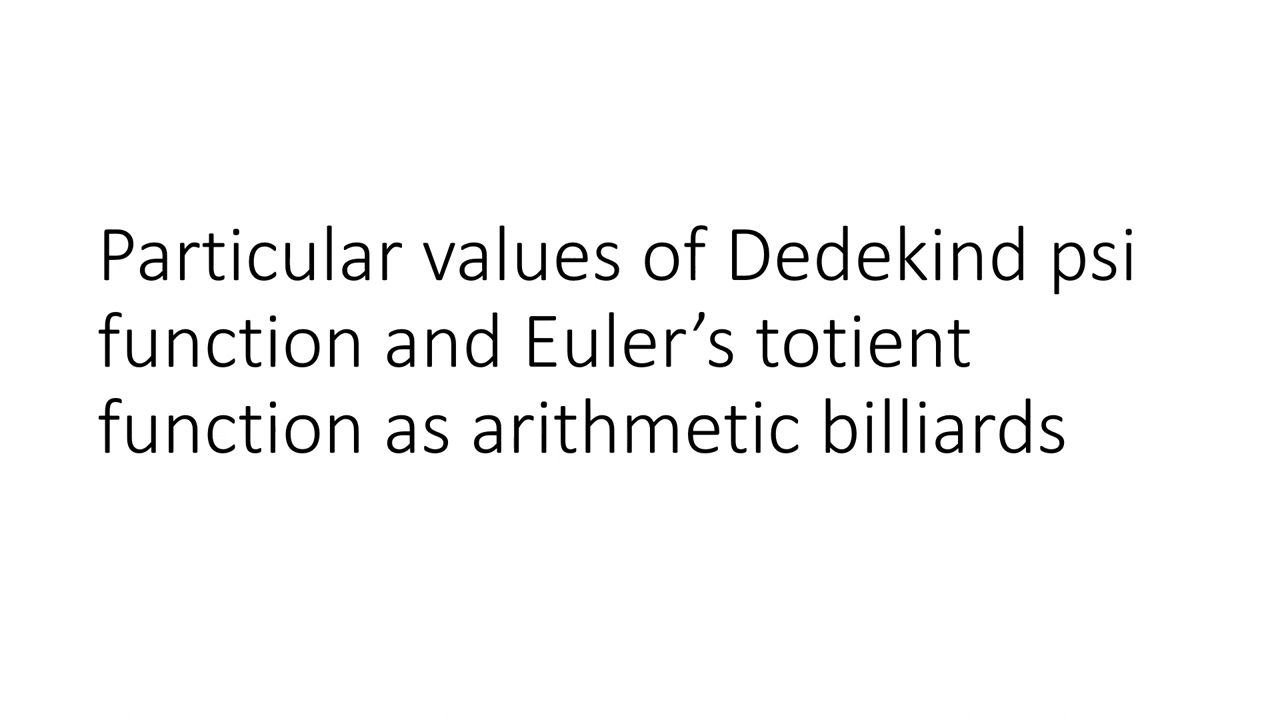 Particular values of Dedekind psi
function and Euler’s totient
function as arithmetic billiards